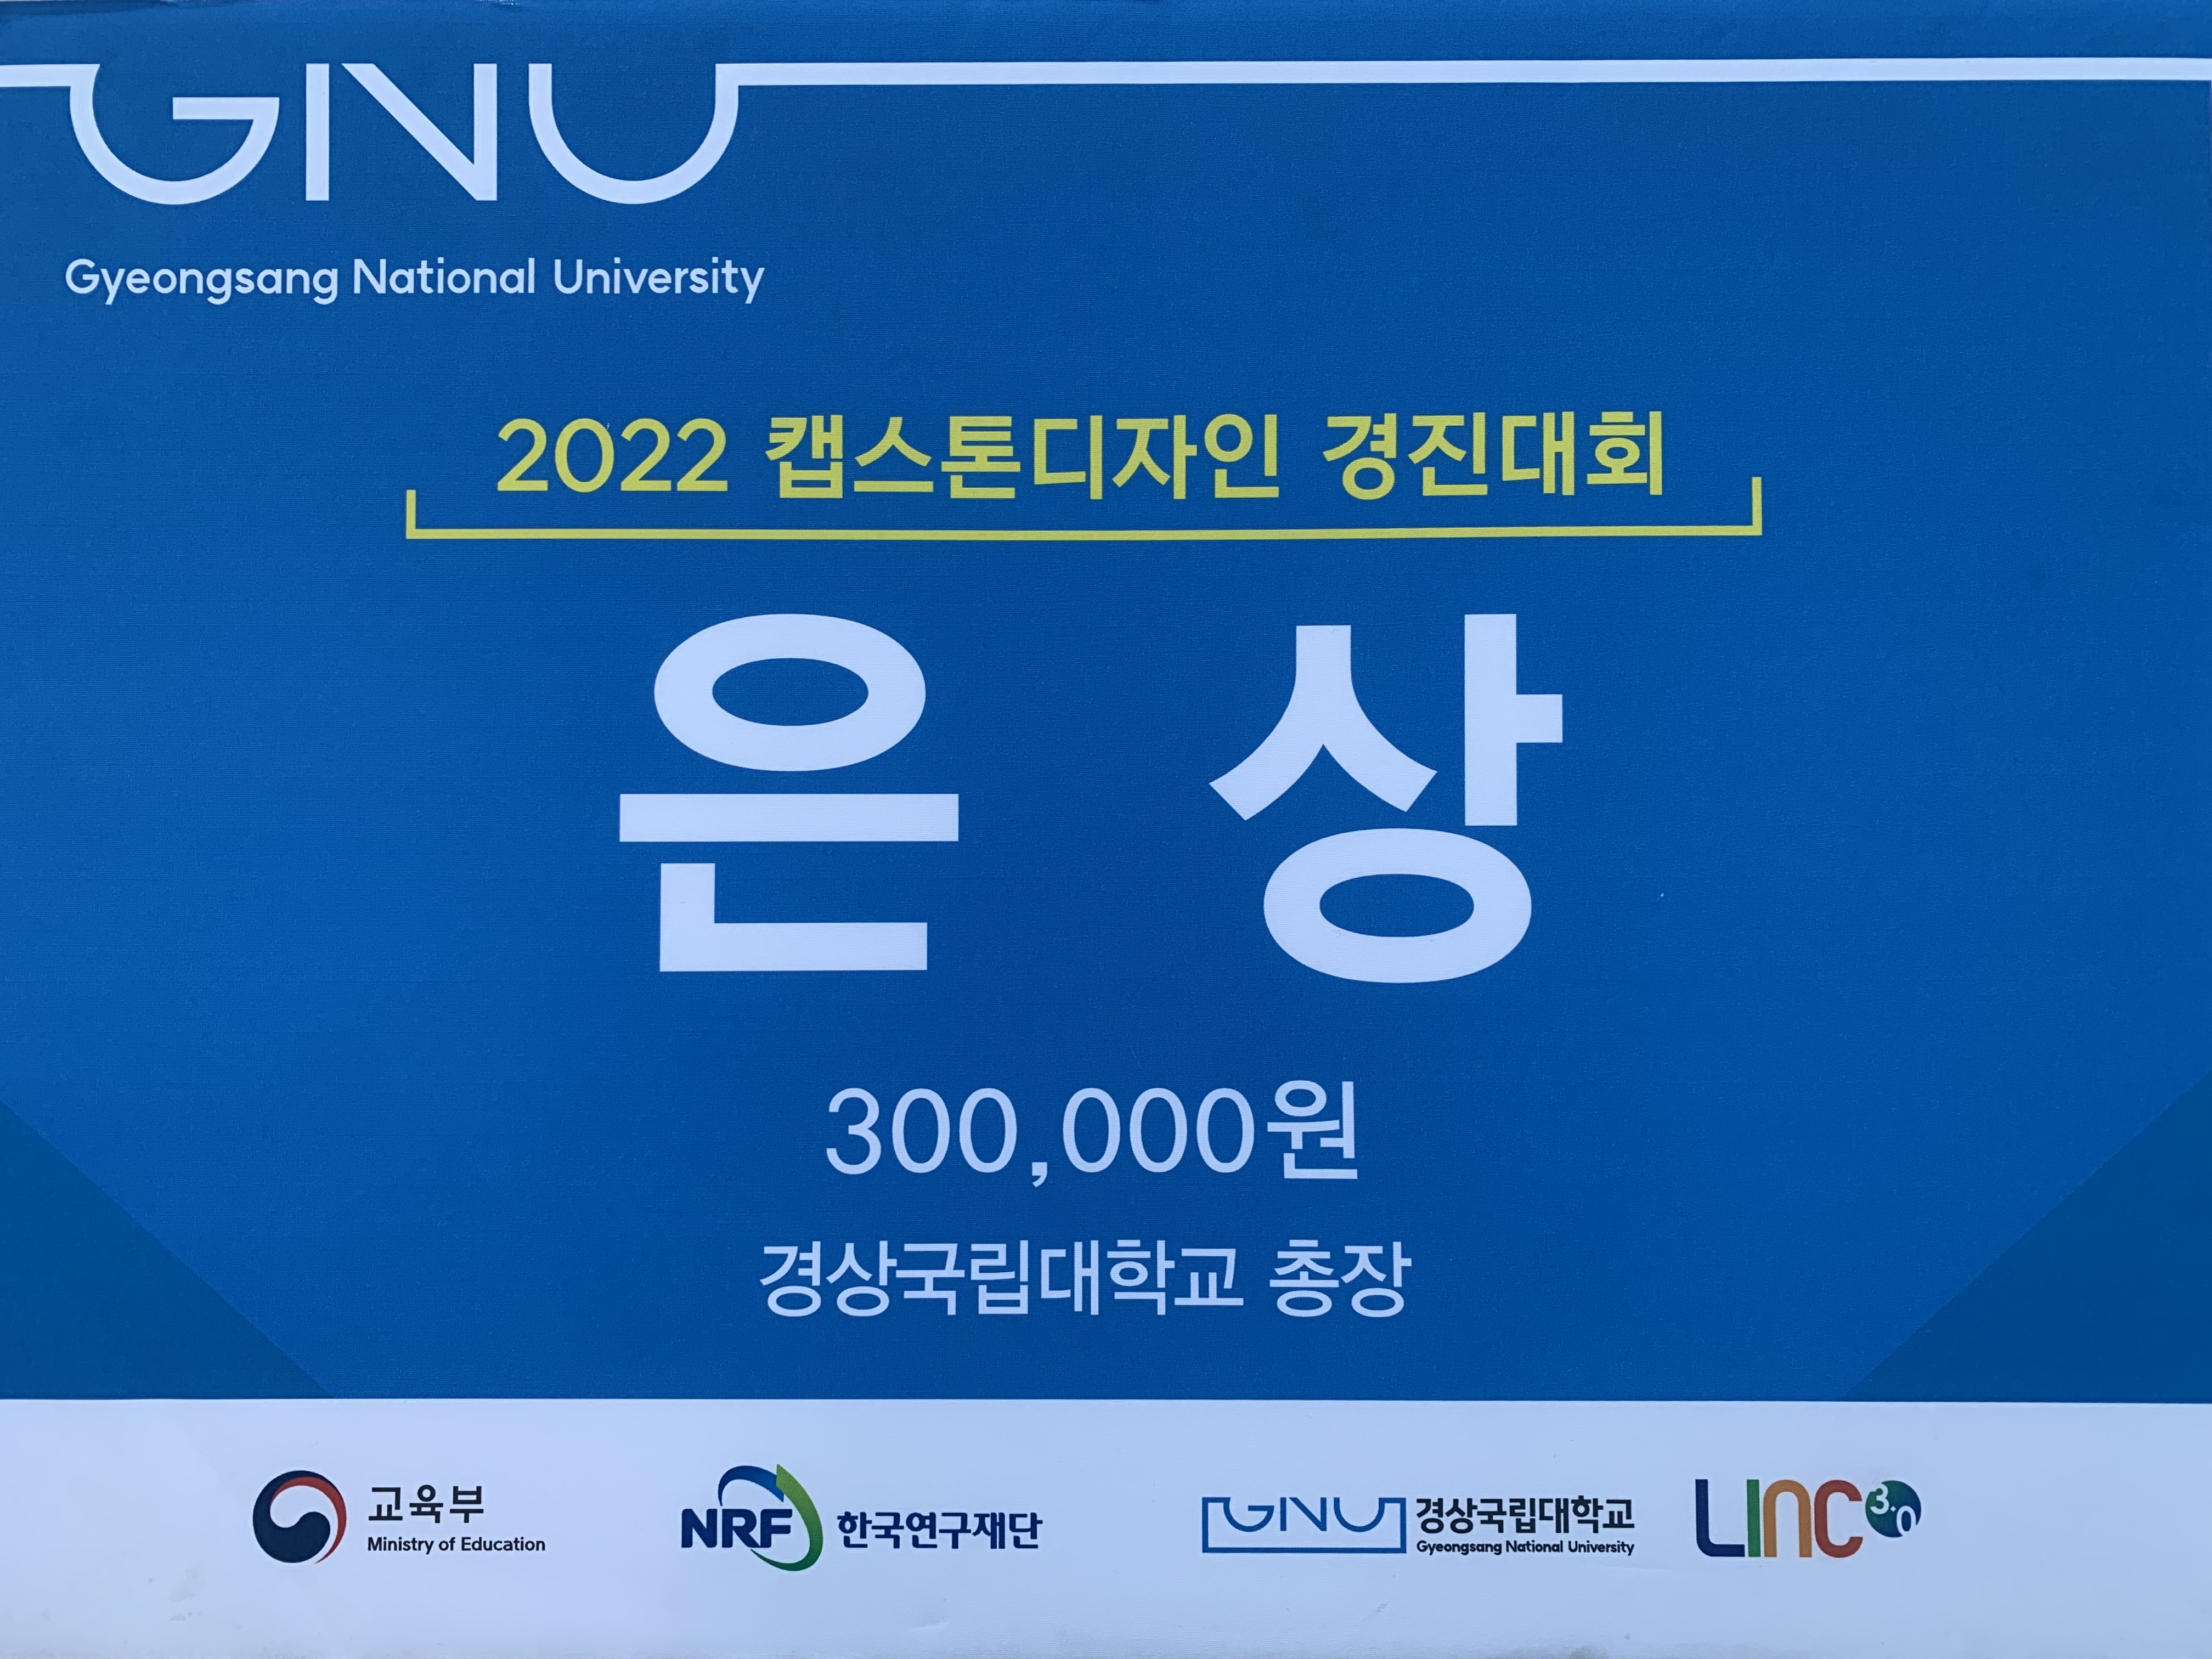 GNU
Gyeongsang National University
2022 캡스톤디자인 경진대회
은 상
300,000원
경상국립대학교 총장
교육부
Ministry of Education
NRF 한국연구재단
GNU 경상국립대학교
Gyeongsang National University
LINC 3.0